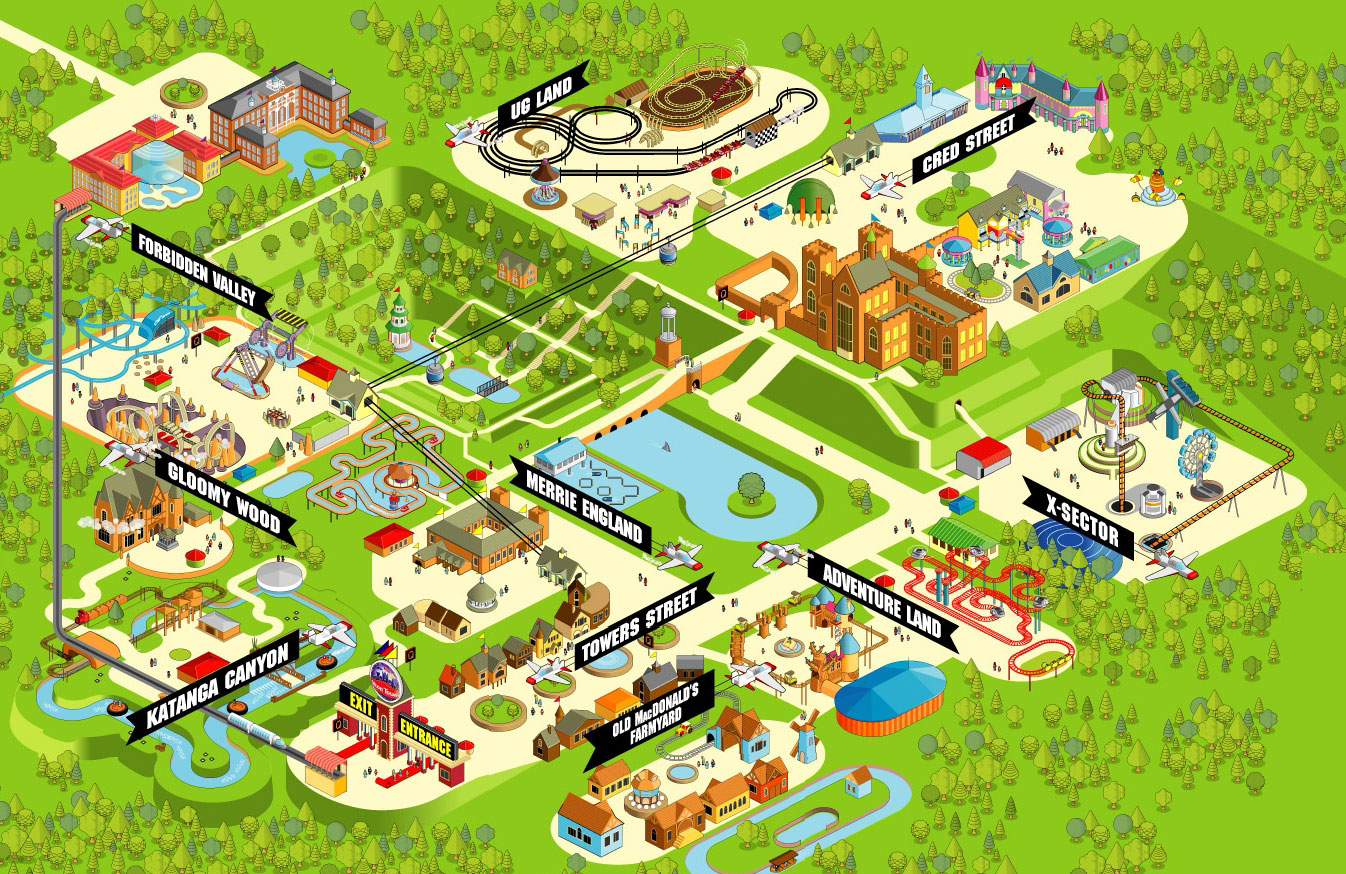 UG LAND
CRED STREET
FORBIDDEN VALLEY
GLOOMY WOOD
MERRIE ENGLAND
X-SECTOR
ADVENTURE LAND
TOWERS STREET
KATANGA CANYON
OLD MacDONALD'S
FARMYARD
EXIT
ENTRANCE